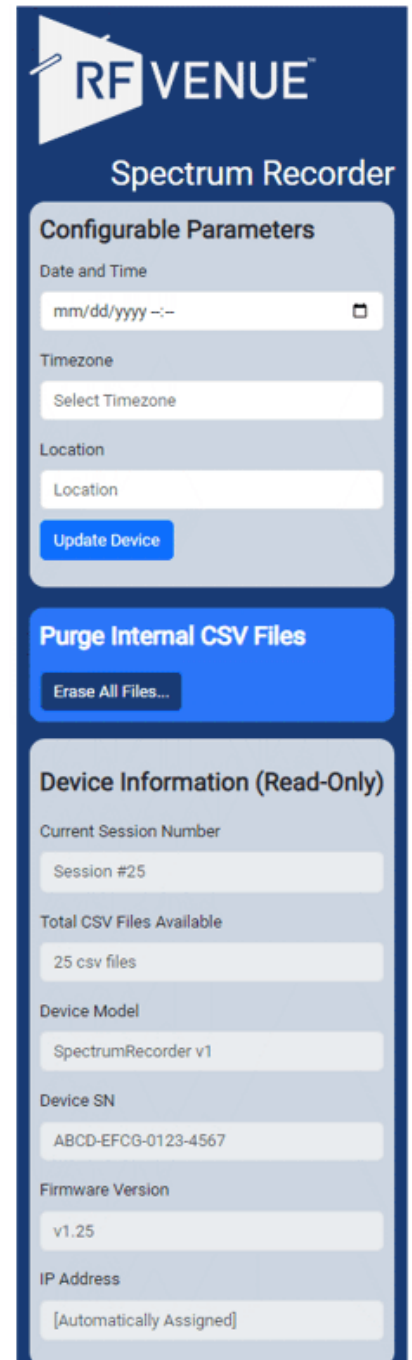 RF VENUE™
Spectrum Recorder
Configurable Parameters
Date and Time
mm/dd/yyyy --:--
Timezone
Select Timezone
Location
Location
Update Device
Purge Internal CSV Files
Erase All Files...
Device Information (Read-Only)
Current Session Number
Session #25
Total CSV Files Available
25 csv files
Device Model
SpectrumRecorder v1
Device SN
ABCD-EFCG-0123-4567
Firmware Version
v1.25
IP Address
[Automatically Assigned]